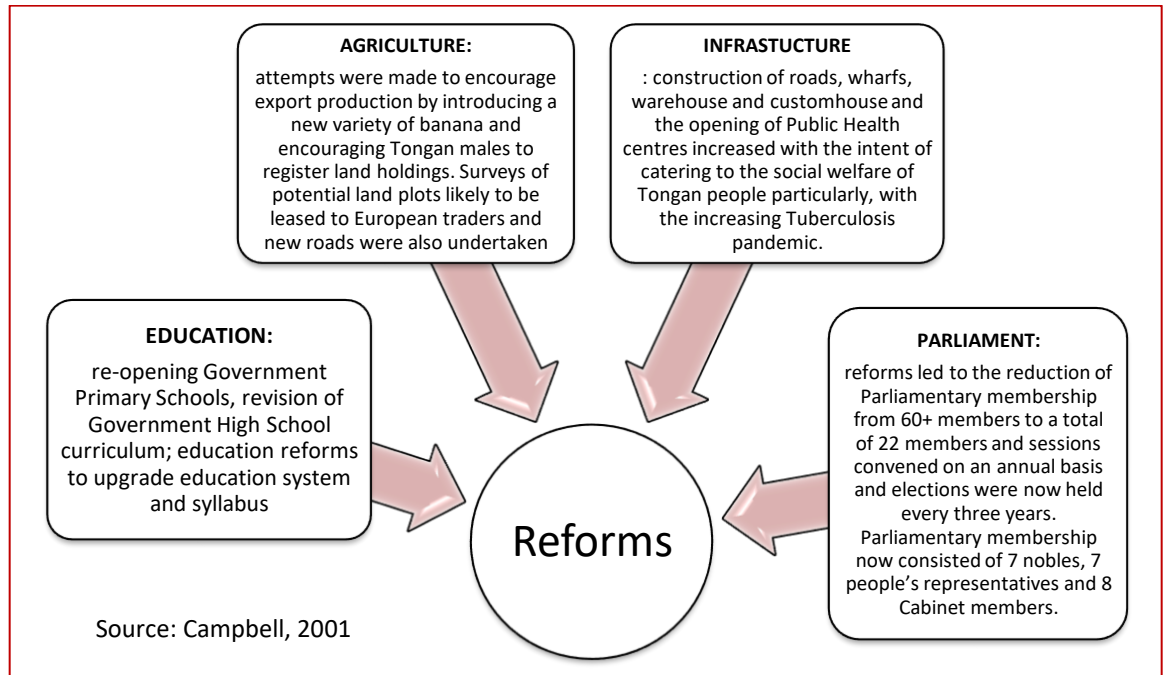 AGRICULTURE:
attempts were made to encourage
export production by introducing a
new variety of banana and
encouraging Tongan males to
register land holdings. Surveys of
potential land plots likely to be
leased to European traders and
new roads were also undertaken
INFRASTUCTURE
: construction of roads, wharfs,
warehouse and customhouse and
the opening of Public Health
centres increased with the intent of
catering to the social welfare of
Tongan people particularly, with
the increasing Tuberculosis
pandemic.
EDUCATION:
re-opening Government
Primary Schools, revision of
Government High School
curriculum; education reforms
to upgrade education system
and syllabus
PARLIAMENT:
reforms led to the reduction of
Parliamentary membership
from 60+ members to a total
of 22 members and sessions
convened on an annual basis
and elections were now held
every three years.
Parliamentary membership
now consisted of 7 nobles, 7
people’s representatives and 8
Cabinet members.
Reforms
Source: Campbell, 2001